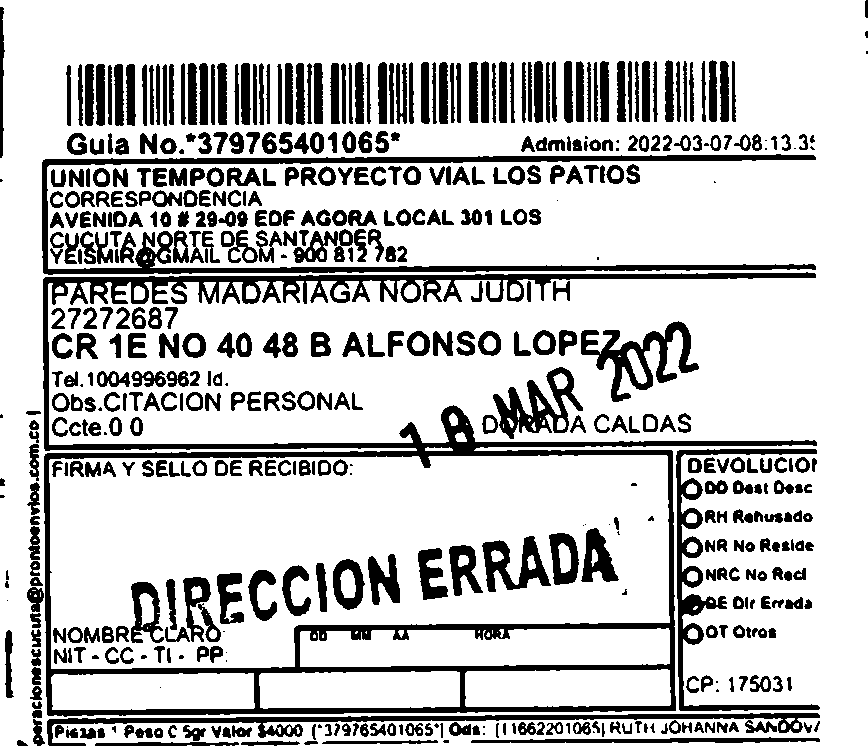 Guia No.*379765401065*
Admision: 2022-03-07-08:13.35
UNION TEMPORAL PROYECTO VIAL LOS PATIOS
CORRESPONDENCIA
AVENIDA 10 # 29-09 EDF AGORA LOCAL 301 LOS
CUCUTA NORTE DE SANTANDER
YEISMIR@GMAIL COM - 900 812 782
PAREDES MADARIAGA NORA JUDITH
27272687
CR 1E NO 40 48 B ALFONSO LOPEZ
Tel.1004996962 Id.
Obs.CITACION PERSONAL
Ccte.0 0
18 MAR 2022
DORADA CALDAS
FIRMA Y SELLO DE RECIBIDO:
DIRECCION ERRADA
NOMBRE CLARO
NIT - CC - TI - PP:
DD MM AA HORA
DEVOLUCION
DD Dest Desc
RH Rehusado
NR No Reside
NRC No Recl
DE Dir Errada
OT Otros
CP: 175031
Piezas 1 Peso C 5gr Valor $4000 [*379765401065*] Ods: [11662201065] RUTH JOHANNA SANDOVA
peracionescucuta@prontoenvios.com.co |